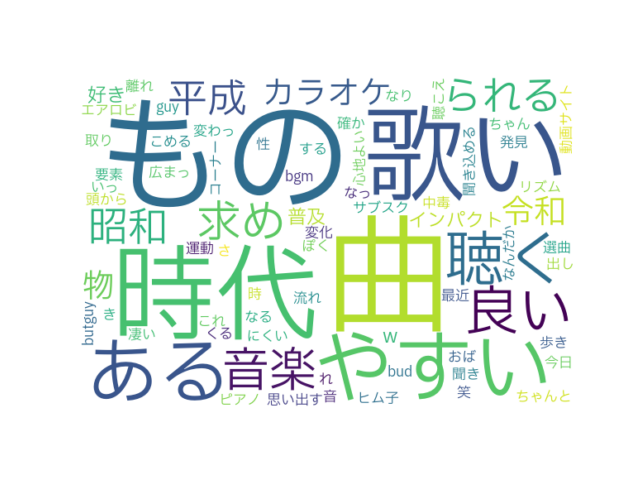 好き
離れ
エアロビ
guy
平成
カラオケ
なり
聴こえ
られる
動画サイト
もの
歌い
取り
こめる
変わっ
コーナー
性
する
確か
心地よい
ちゃん
発見
聞き込める
要素
いっ
広まっ
bgm
なっ
頭から
サブスク
中毒
リズム
昭和
求め
普及
インパクト
令和
運動
さ
変化
ぽく
なんだか
選曲
出し
時代
曲
聴く
物
き
butguy
凄い
これ
くる
時
なる
にくい
流れ
最近
良い
ある
音楽
れ
やすい
w
bud
おば
聞き
歩き
今日
ピアノ
思い出す
音
ヒム子
笑
ちゃんと